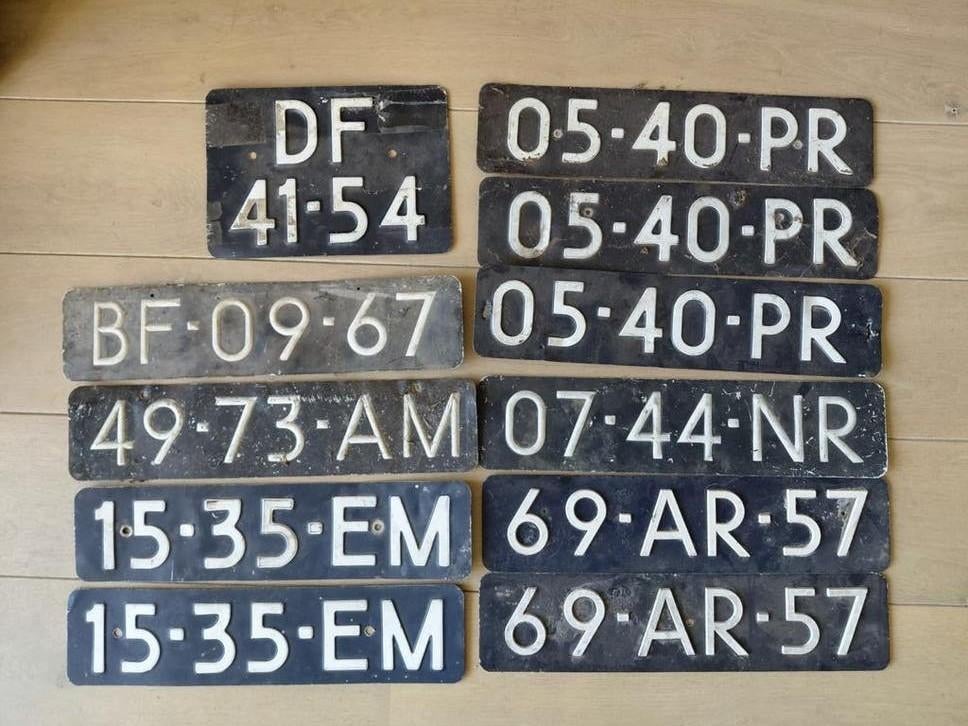 DF
41-54
BF-09-67
49-73-AM
15-35-EM
15-35-EM
05-40-PR
05-40-PR
05-40-PR
07-44-NR
69-AR-57
69-AR-57